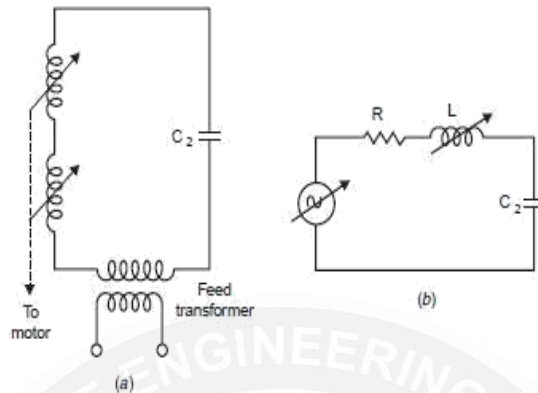 C2
Feed
transformer
To
motor
(a)
R
L
C2
(b)
E ENGINEERING